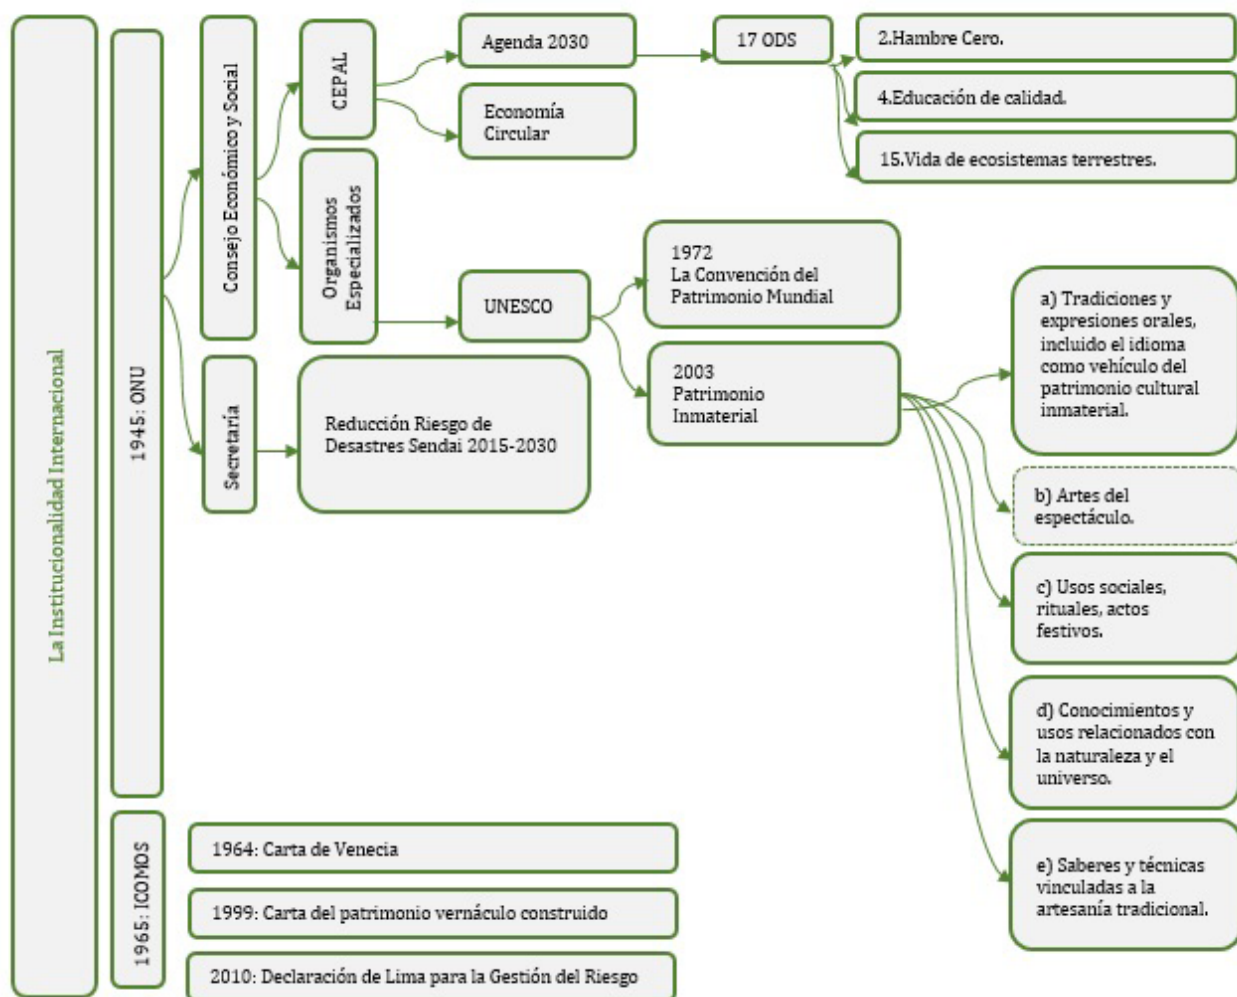 La Institucionalidad Internacional
1945: ONU
Consejo Económico y Social
CEPAL
Agenda 2030
17 ODS
2.Hambre Cero.
4.Educación de calidad.
15.Vida de ecosistemas terrestres.
Economía
Circular
Organismos
Especializados
UNESCO
1972
La Convención del
Patrimonio Mundial
2003
Patrimonio
Inmaterial
a) Tradiciones y
expresiones orales,
incluido el idioma
como vehículo del
patrimonio cultural
inmaterial.
b) Artes del
espectáculo.
c) Usos sociales,
rituales, actos
festivos.
d) Conocimientos y
usos relacionados con
la naturaleza y el
universo.
e) Saberes y técnicas
vinculadas a la
artesanía tradicional.
Secretaría
Reducción Riesgo de
Desastres Sendai 2015-2030
1965: ICOMOS
1964: Carta de Venecia
1999: Carta del patrimonio vernáculo construido
2010: Declaración de Lima para la Gestión del Riesgo